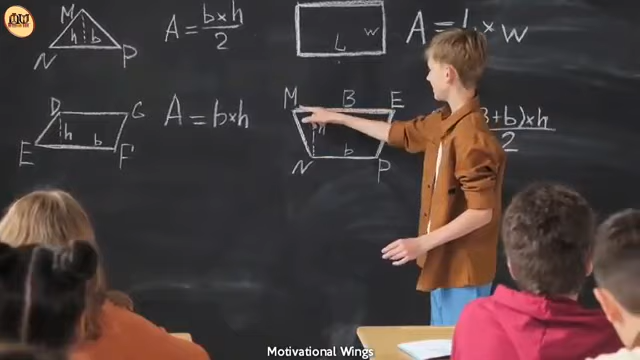 M
h b
N P
A = b×h / 2
L
W
A = L × W
D G
h b
E F
A = b×h
M B E
h
b
N P
B+b)×h / 2
Motivational Wings